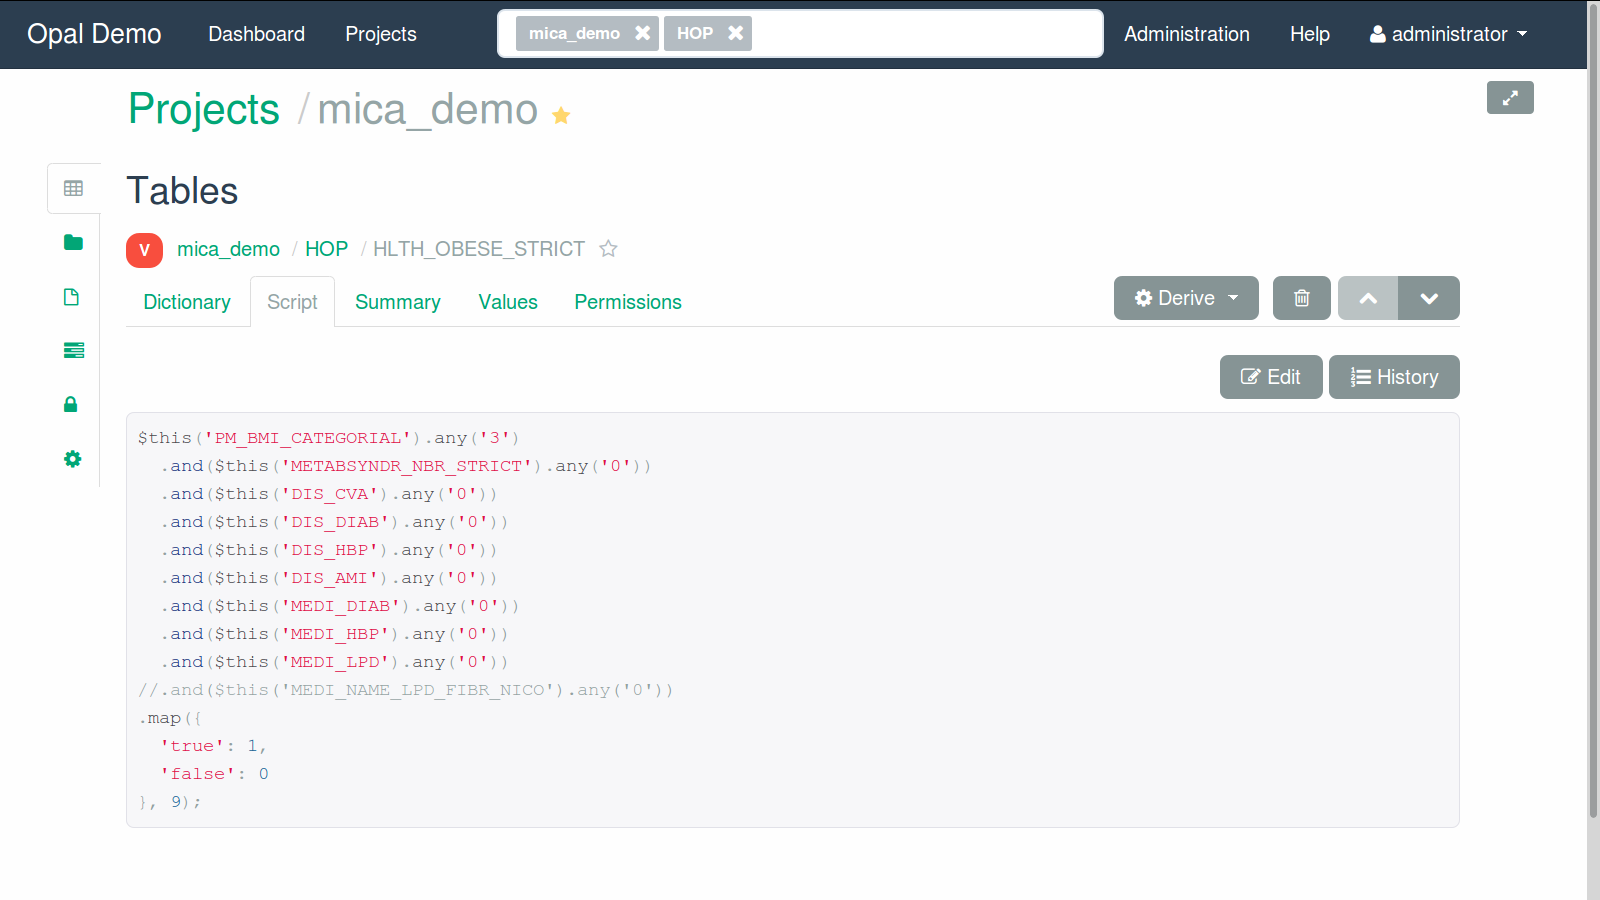 Opal Demo Dashboard Projects mica_demo HOP Administration Help administrator
Projects / mica_demo
Tables
V mica_demo / HOP / HLTH_OBESE_STRICT
Dictionary Script Summary Values Permissions Derive
Edit History
$this('PM_BMI_CATEGORIAL').any('3')
  .and($this('METABSYNDR_NBR_STRICT').any('0'))
  .and($this('DIS_CVA').any('0'))
  .and($this('DIS_DIAB').any('0'))
  .and($this('DIS_HBP').any('0'))
  .and($this('DIS_AMI').any('0'))
  .and($this('MEDI_DIAB').any('0'))
  .and($this('MEDI_HBP').any('0'))
  .and($this('MEDI_LPD').any('0'))
//.and($this('MEDI_NAME_LPD_FIBR_NICO').any('0'))
.map({
  'true': 1,
  'false': 0
}, 9);